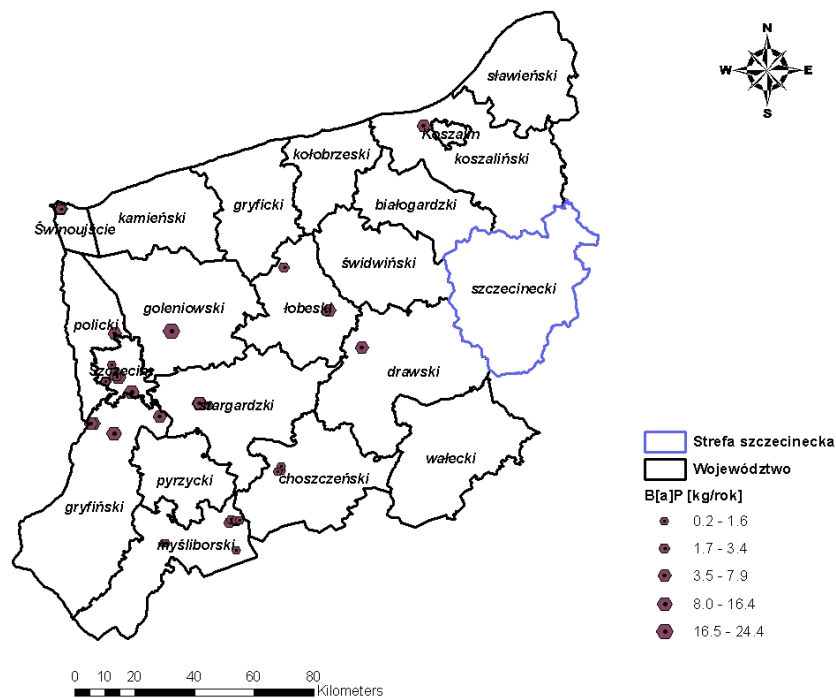 N
W E
S
sławieński
Koszalin
koszaliński
kołobrzeski
gryficki
białogardzki
kamieński
Świnoujście
świdwiński
szczecinecki
goleniowski
łobeski
policki
Szczecin
drawski
stargardzki
Strefa szczecinecka
Województwo
wałecki
choszczeński
pyrzycki
gryfiński
myśliborski
B[a]P [kg/rok]
0.2 - 1.6
1.7 - 3.4
3.5 - 7.9
8.0 - 16.4
16.5 - 24.4
0 10 20 40 60 80
Kilometers